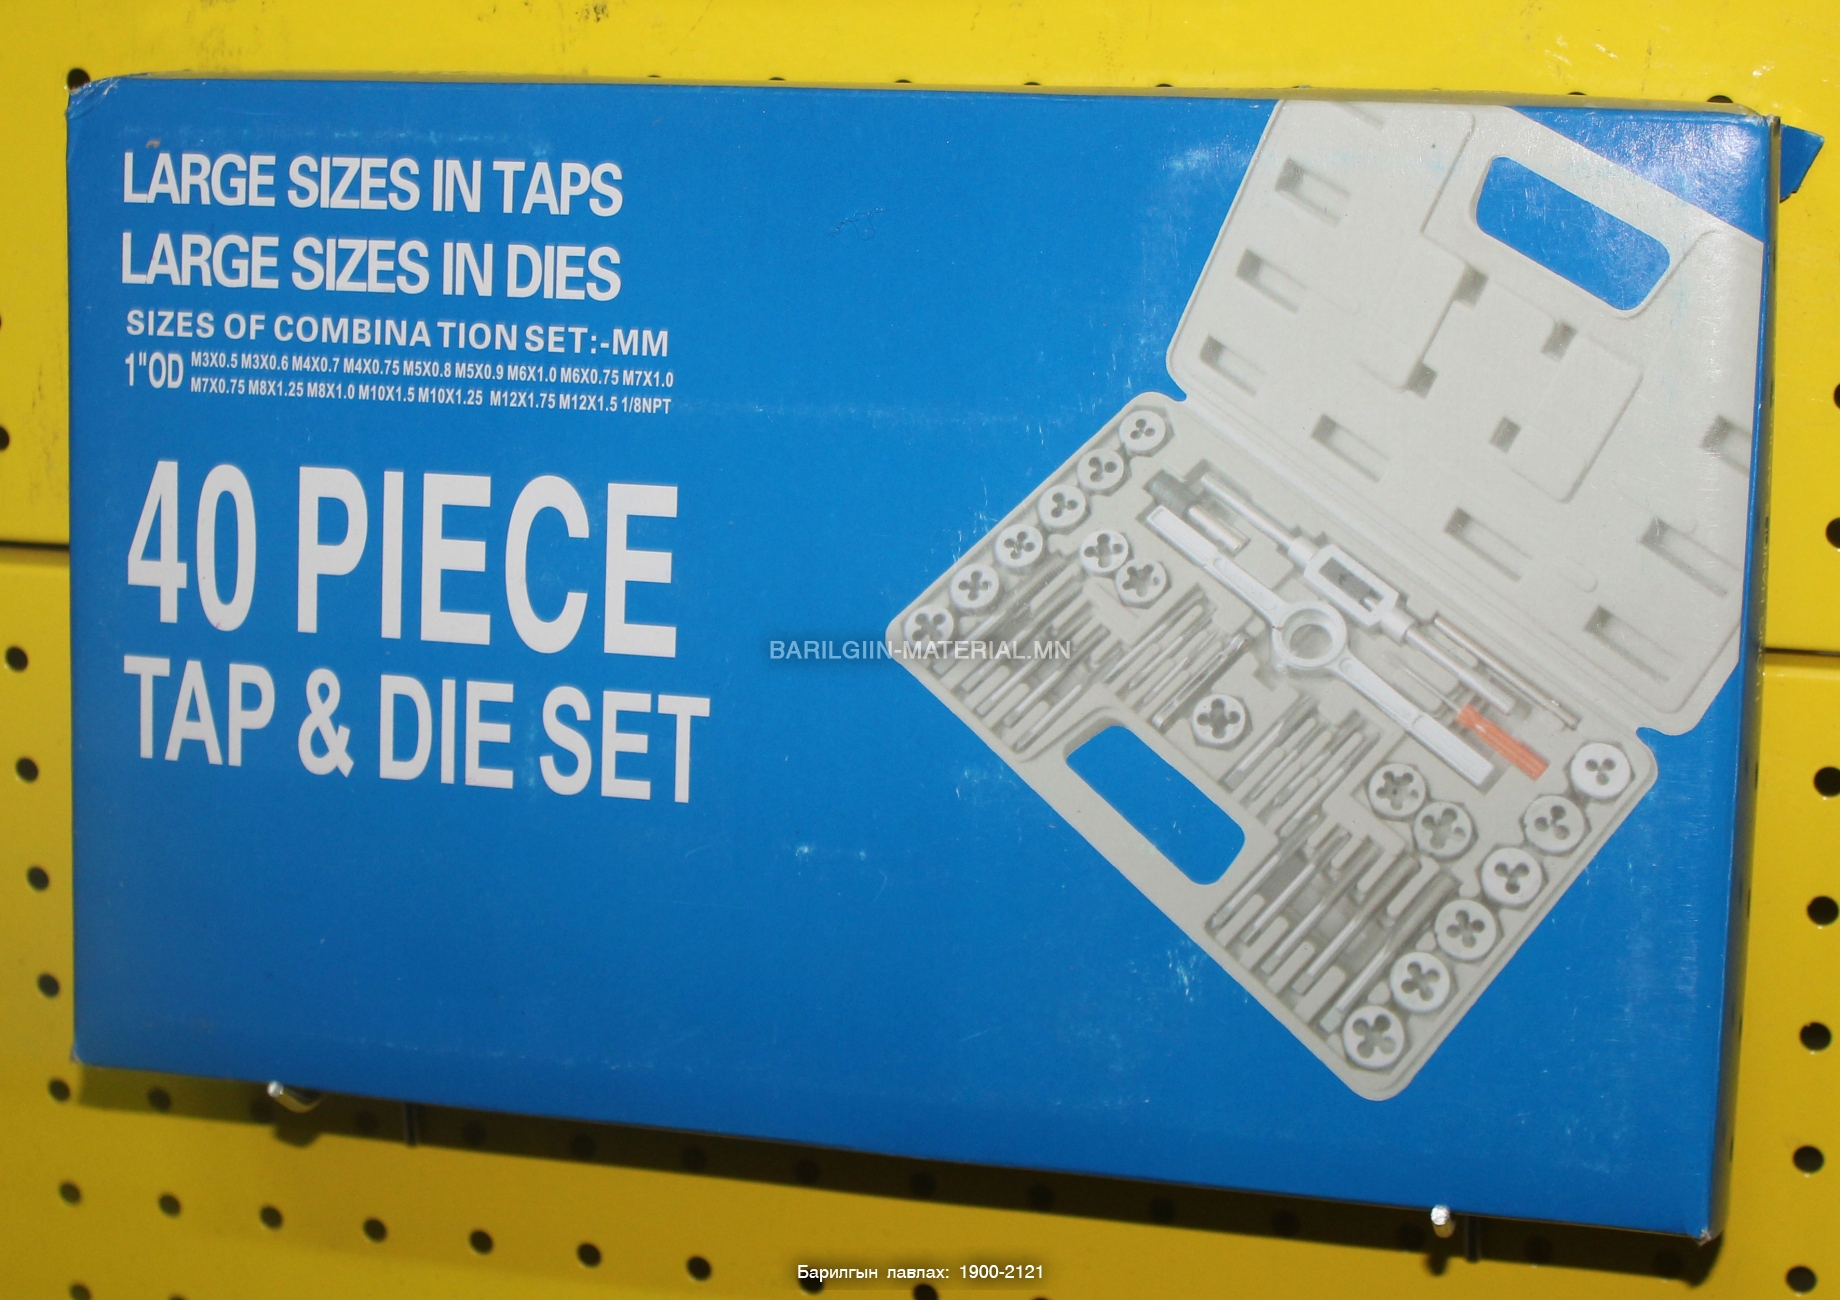 LARGE SIZES IN TAPS
LARGE SIZES IN DIES
SIZES OF COMBINATION SET:-MM
1"OD M3X0.5 M3X0.6 M4X0.7 M4X0.75 M5X0.8 M5X0.9 M6X1.0 M6X0.75 M7X1.0
M7X0.75 M8X1.25 M8X1.0 M10X1.5 M10X1.25 M12X1.75 M12X1.5 1/8NPT
40 PIECE
TAP & DIE SET
BARILGIIN-MATERIAL.MN
Барилгын лавлах: 1900-2121